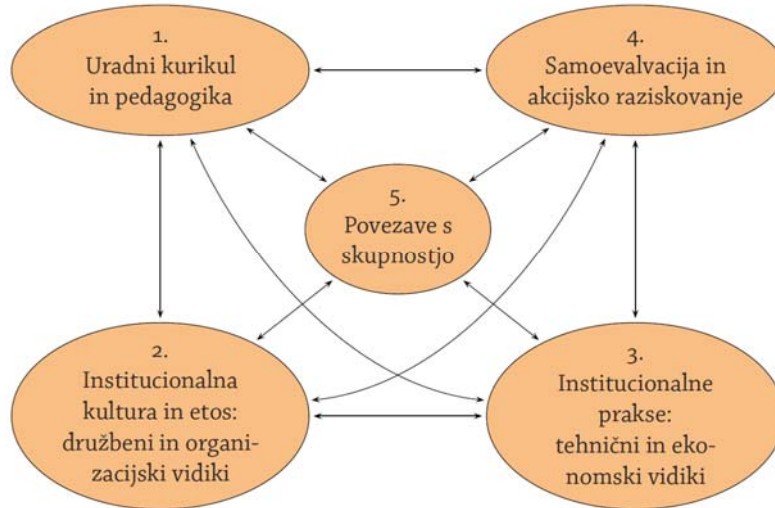 1.
Uradni kurikul
in pedagogika
4.
Samoevalvacija in
akcijsko raziskovanje
5.
Povezave s
skupnostjo
2.
Institucionalna
kultura in etos:
družbeni in organi-
zacijski vidiki
3.
Institucionalne
prakse:
tehnični in eko-
nomski vidiki